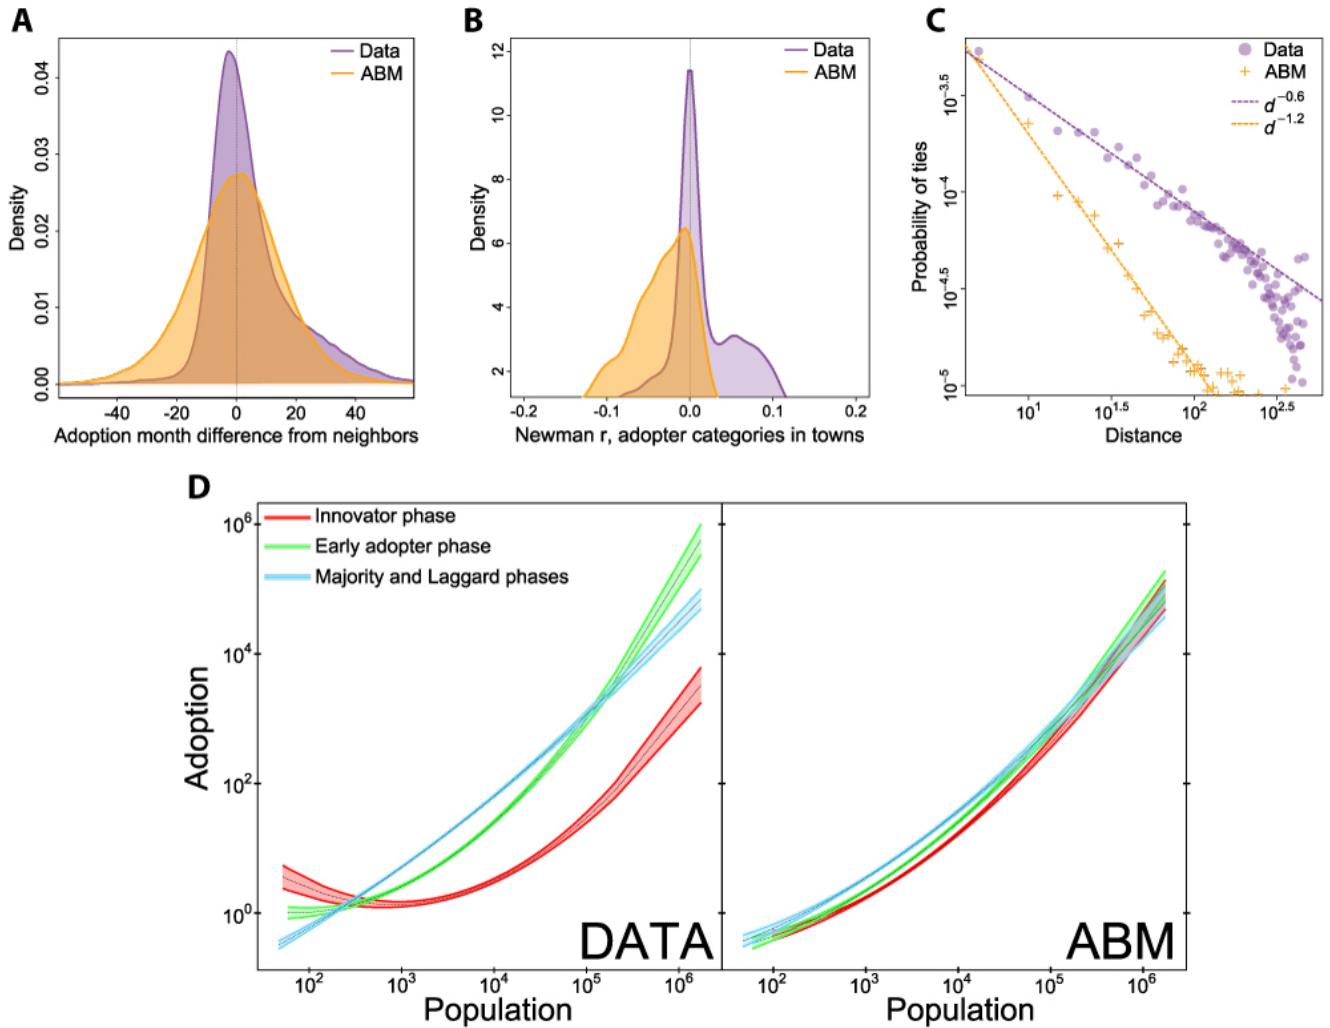 A
Data
ABM
0.04
0.03
0.02
0.01
0.00
Density
-40 -20 0 20 40
Adoption month difference from neighbors
B
Data
ABM
12
10
8
6
4
2
Density
-0.2 -0.1 0.0 0.1 0.2
Newman r, adopter categories in towns
C
Data
ABM
d^−0.6
d^−1.2
10^-3.5
10^-4
10^-4.5
10^-5
Probability of ties
10^1 10^1.5 10^2 10^2.5
Distance
D
Innovator phase
Early adopter phase
Majority and Laggard phases
10^6
10^4
10^2
10^0
Adoption
DATA
10^2 10^3 10^4 10^5 10^6
Population
ABM
10^2 10^3 10^4 10^5 10^6
Population